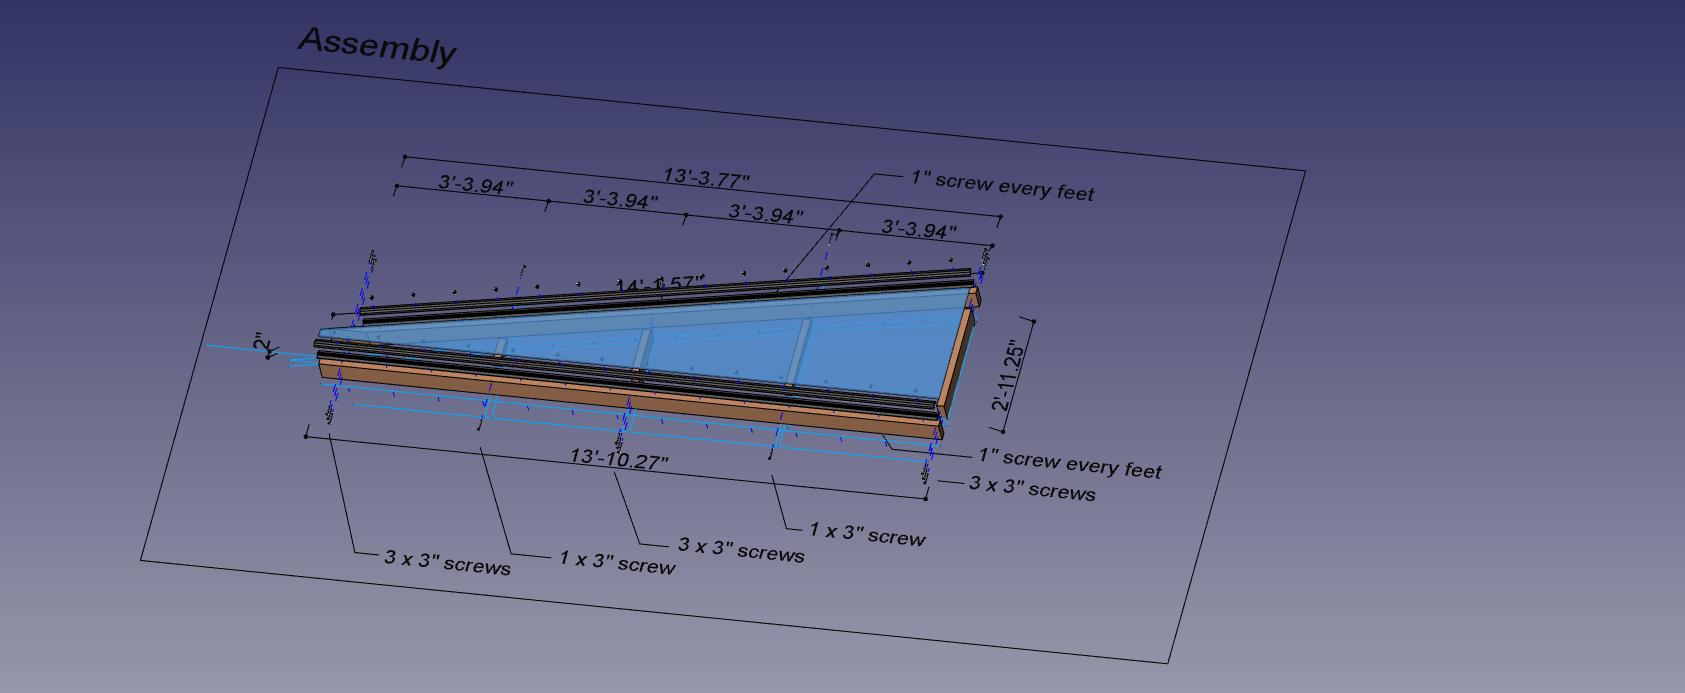 Assembly
13'-3.77"
3'-3.94"
3'-3.94"
3'-3.94"
3'-3.94"
1" screw every feet
14'-1.57"
2"
2'-11.25"
13'-10.27"
1" screw every feet
3 x 3" screws
1 x 3" screw
3 x 3" screws
1 x 3" screw
3 x 3" screws